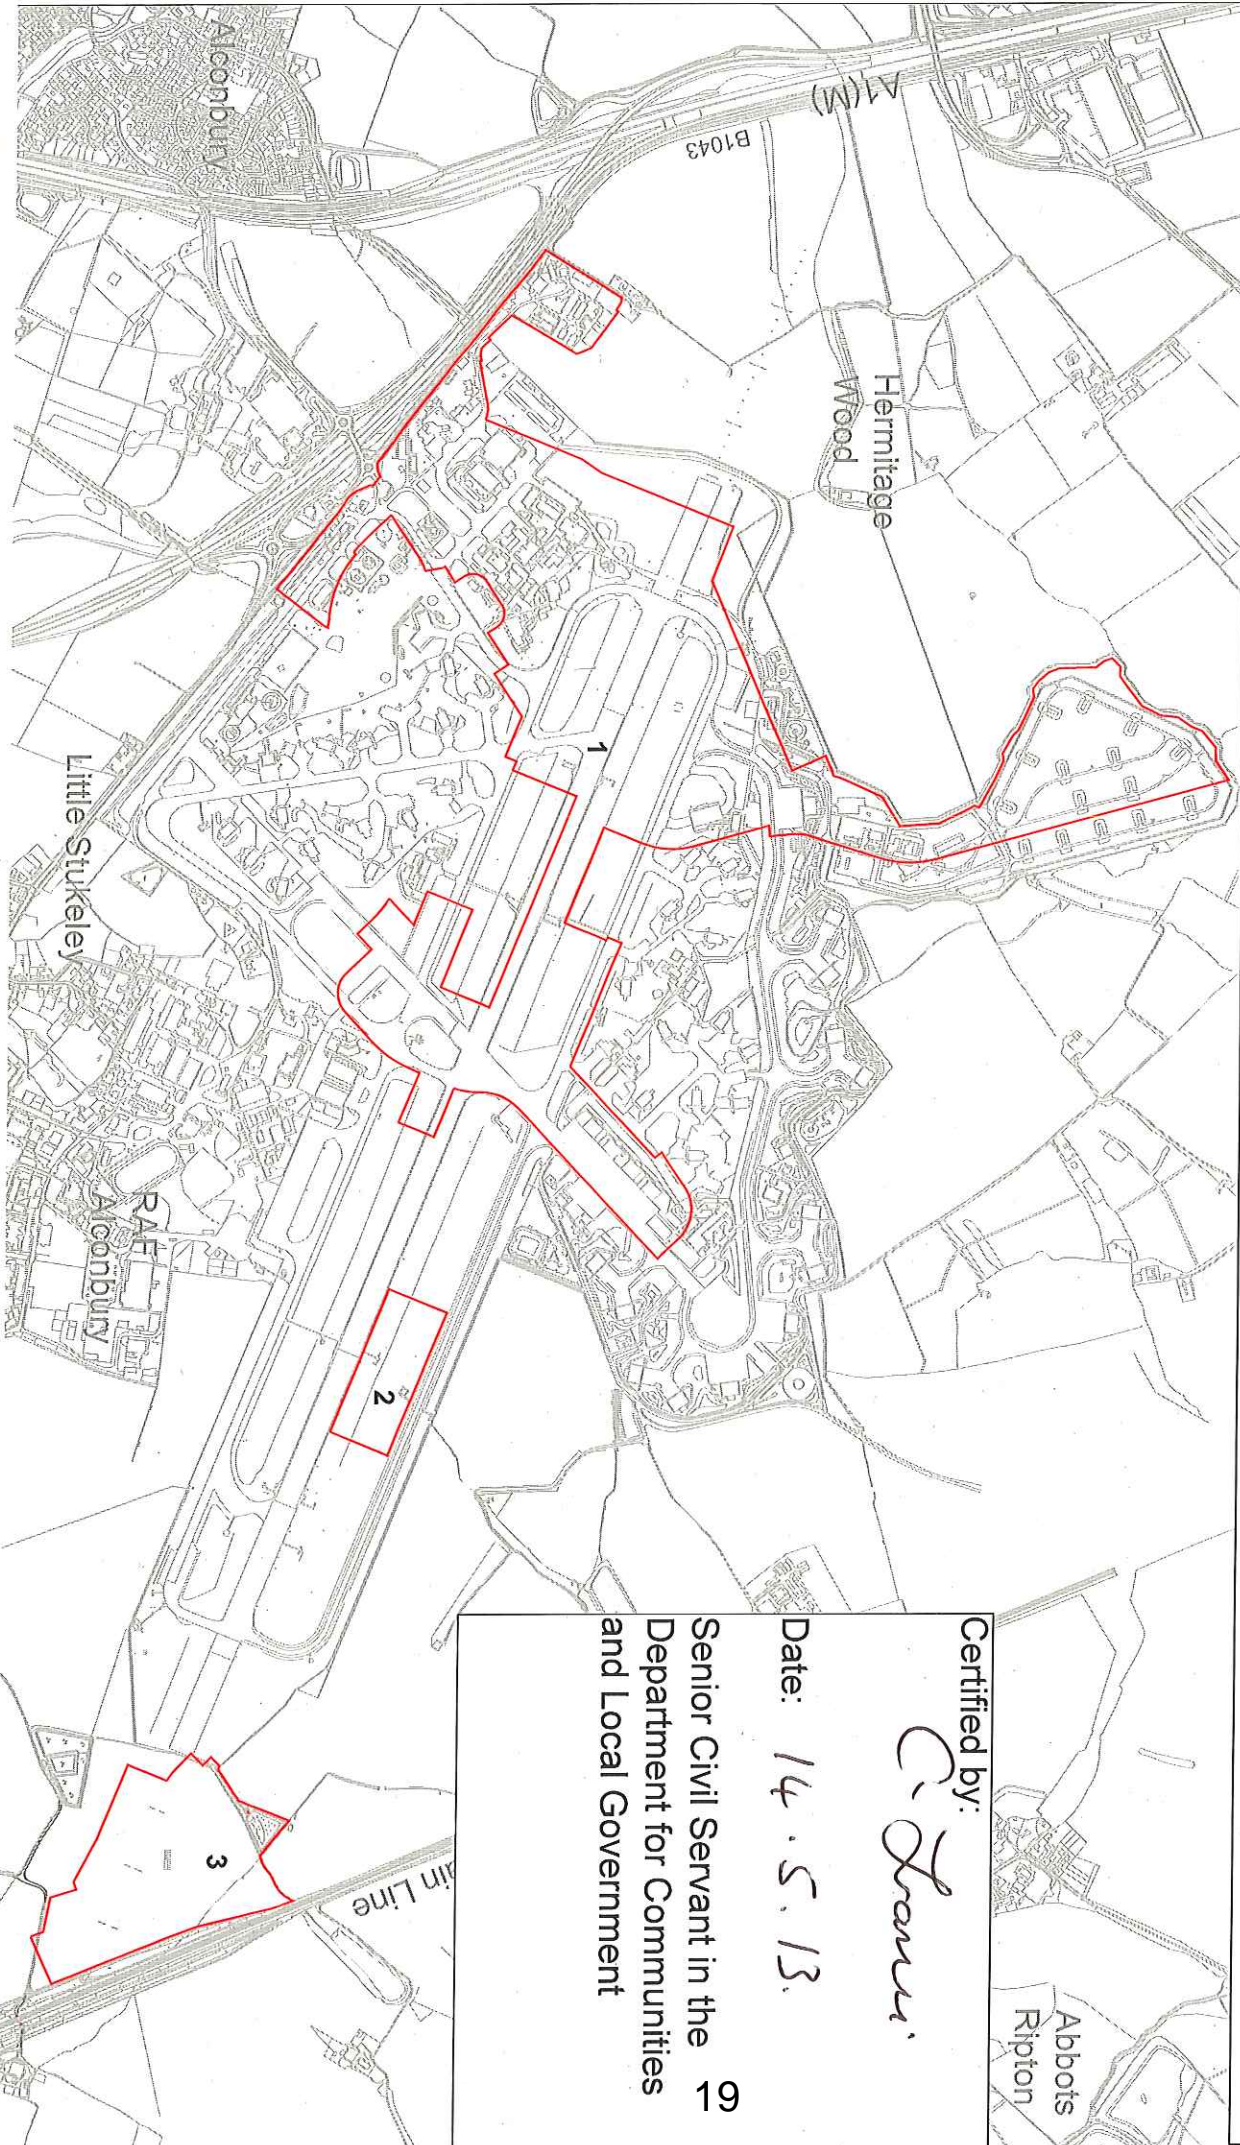 Alconbury
A1(M)
B1043
Hermitage
Wood
1
Little Stukeley
RAF
Alconbury
2
3
ain Line
Abbots
Ripton
Certified by:
Date: 14.5.13.
Senior Civil Servant in the
Department for Communities
and Local Government
19